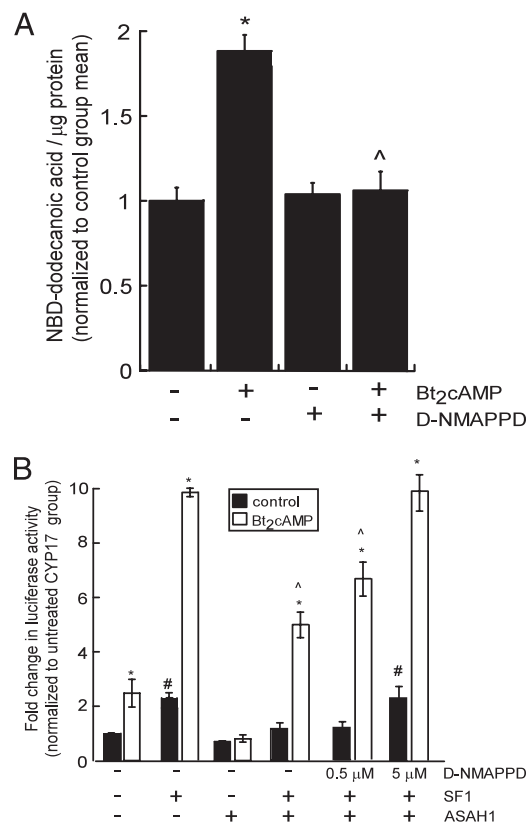 A
NBD-dodecanoic acid / µg protein
(normalized to control group mean)
2
1.5
1
0.5
0
*
^
- + - + Bt2cAMP
- - + + D-NMAPPD
B
Fold change in luciferase activity
(normalized to untreated CYP17 group)
10
8
6
4
2
0
control
Bt2cAMP
* # * ^ * ^ * # *
- - - - 0.5 µM 5 µM D-NMAPPD
- + - + + + SF1
- - + + + + ASAH1